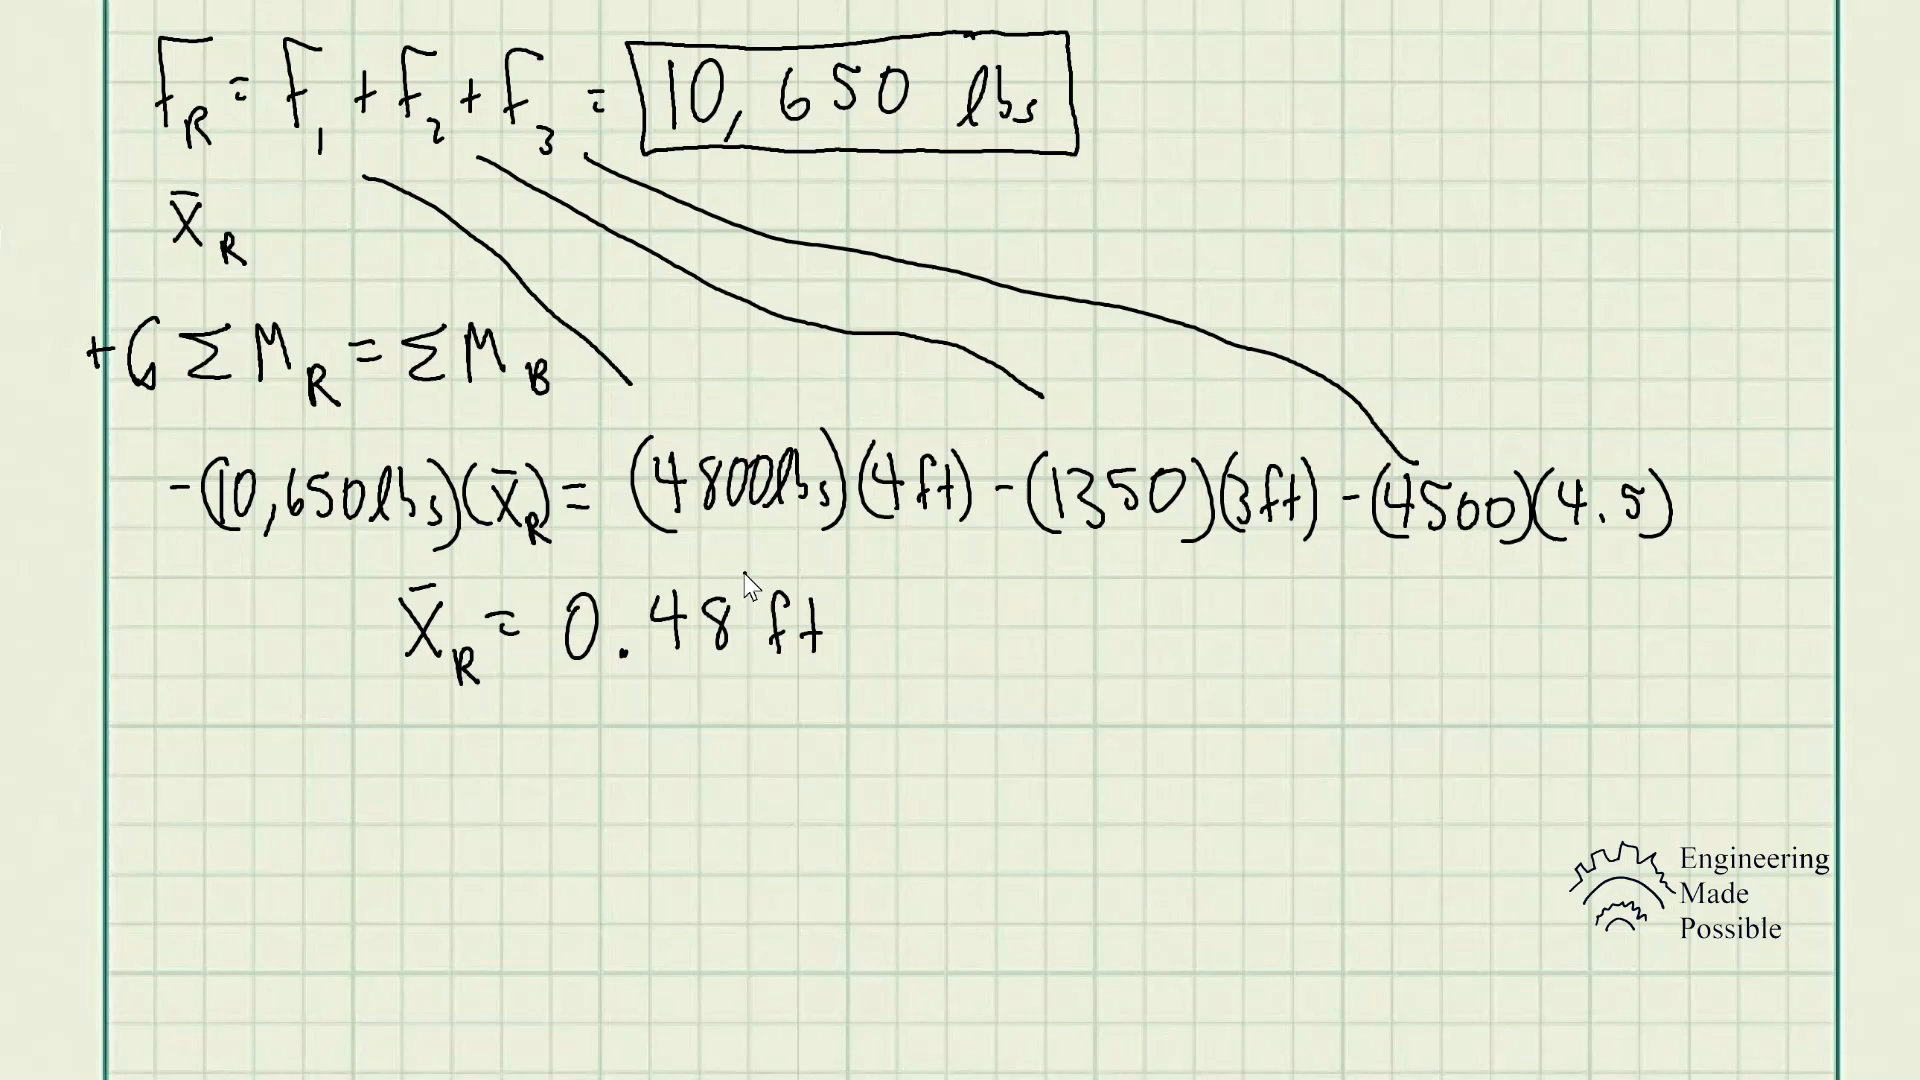 F_R = F_1 + F_2 + F_3 = 10,650 lbs
X̄_R
+↺ ΣM_R = ΣM_B
-(10,650lbs)(X̄_R) = (4800lbs)(4ft) - (1350)(3ft) - (4500)(4.5)
X̄_R = 0.48 ft
Engineering
Made
Possible